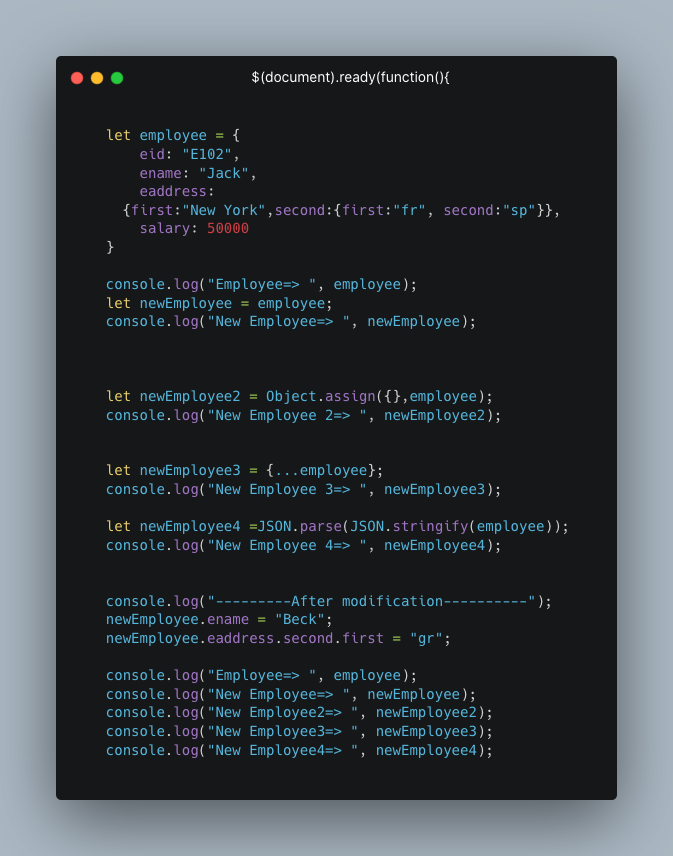 $(document).ready(function(){
let employee = {
    eid: "E102",
    ename: "Jack",
    eaddress:
  {first:"New York",second:{first:"fr", second:"sp"}},
    salary: 50000
}
console.log("Employee=> ", employee);
let newEmployee = employee;
console.log("New Employee=> ", newEmployee);
let newEmployee2 = Object.assign({},employee);
console.log("New Employee 2=> ", newEmployee2);
let newEmployee3 = {...employee};
console.log("New Employee 3=> ", newEmployee3);
let newEmployee4 =JSON.parse(JSON.stringify(employee));
console.log("New Employee 4=> ", newEmployee4);
console.log("---------After modification----------");
newEmployee.ename = "Beck";
newEmployee.eaddress.second.first = "gr";
console.log("Employee=> ", employee);
console.log("New Employee=> ", newEmployee);
console.log("New Employee2=> ", newEmployee2);
console.log("New Employee3=> ", newEmployee3);
console.log("New Employee4=> ", newEmployee4);